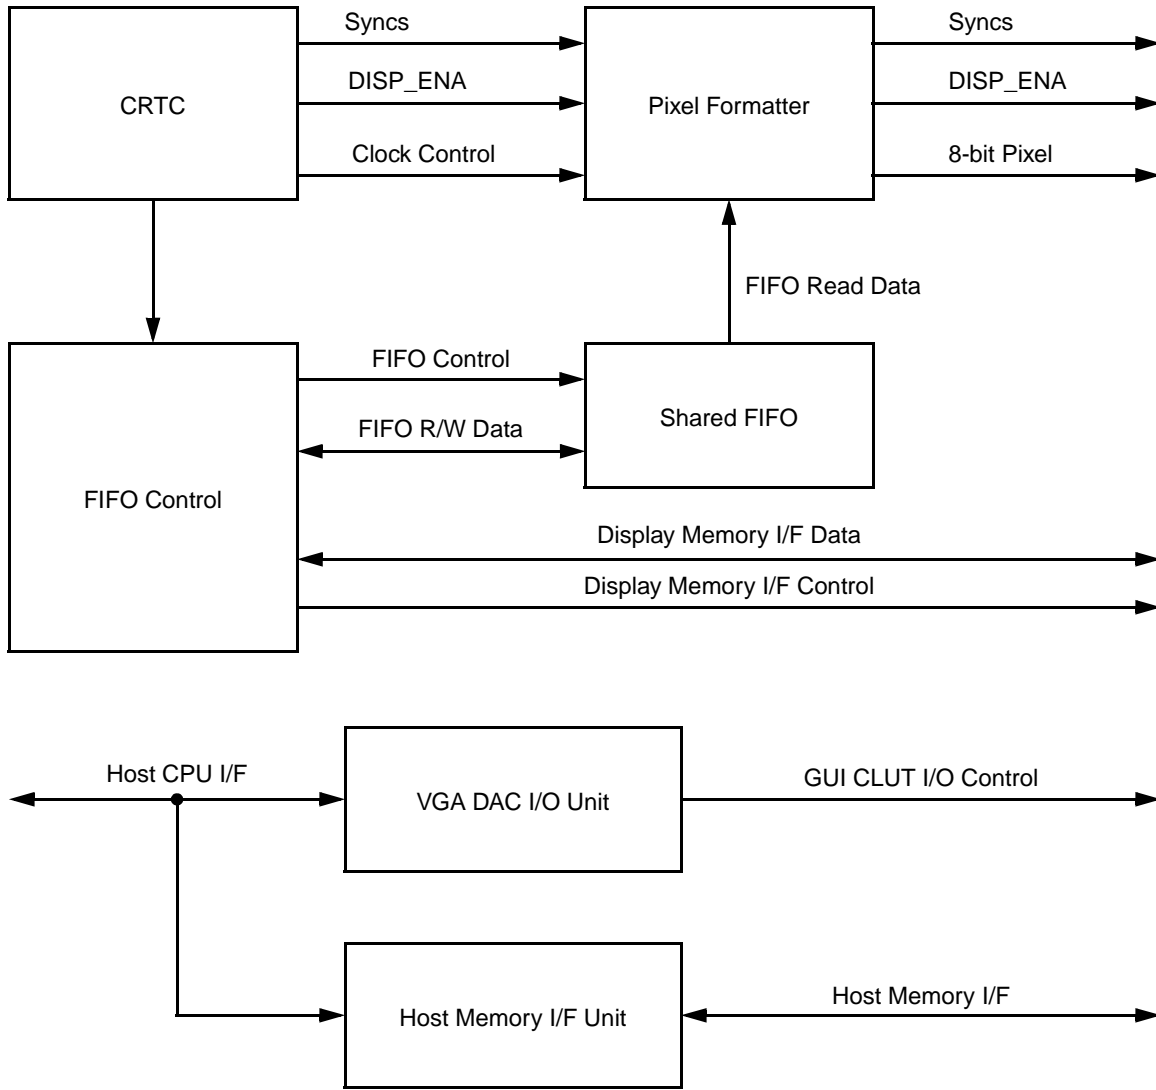 Syncs
Syncs
DISP_ENA
DISP_ENA
CRTC
Pixel Formatter
Clock Control
8-bit Pixel
FIFO Read Data
FIFO Control
Shared FIFO
FIFO R/W Data
FIFO Control
Display Memory I/F Data
Display Memory I/F Control
Host CPU I/F
GUI CLUT I/O Control
VGA DAC I/O Unit
Host Memory I/F
Host Memory I/F Unit